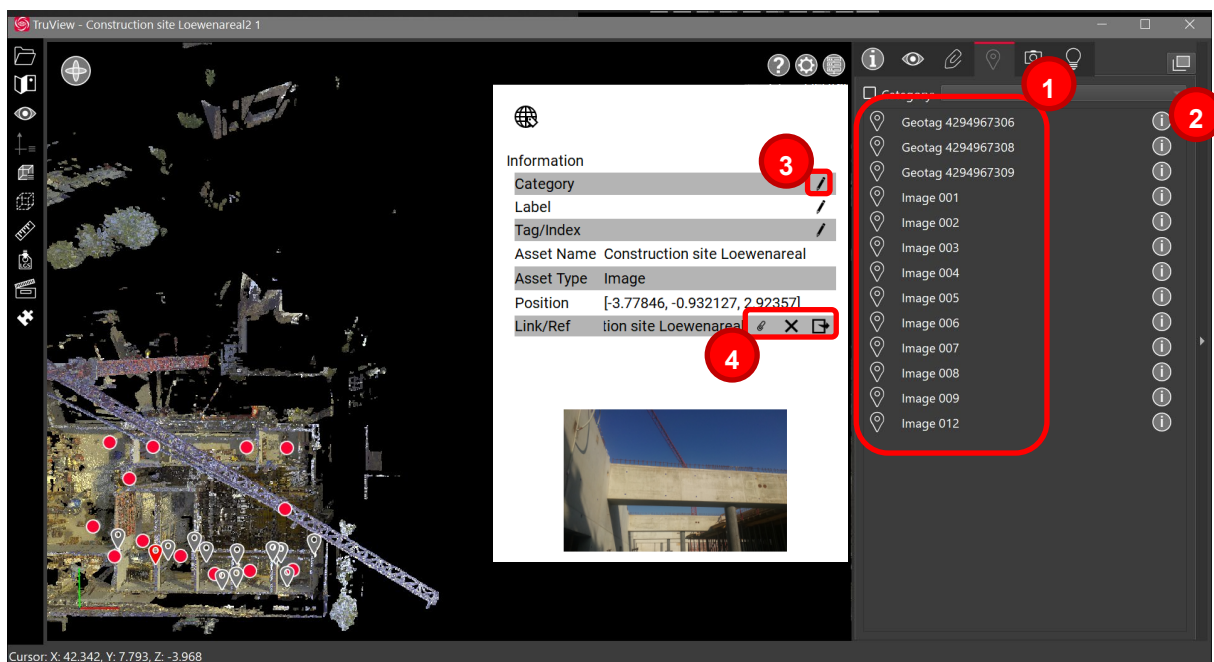 TruView - Construction site Loewenareal2 1
Information
Category
Label
Tag/Index
Asset Name Construction site Loewenareal
Asset Type Image
Position [-3.77846, -0.932127, 2.92357]
Link/Ref tion site Loewenareal
3
4
1
2
Category
Geotag 4294967306
Geotag 4294967308
Geotag 4294967309
Image 001
Image 002
Image 003
Image 004
Image 005
Image 006
Image 007
Image 008
Image 009
Image 012
Cursor: X: 42.342, Y: 7.793, Z: -3.968